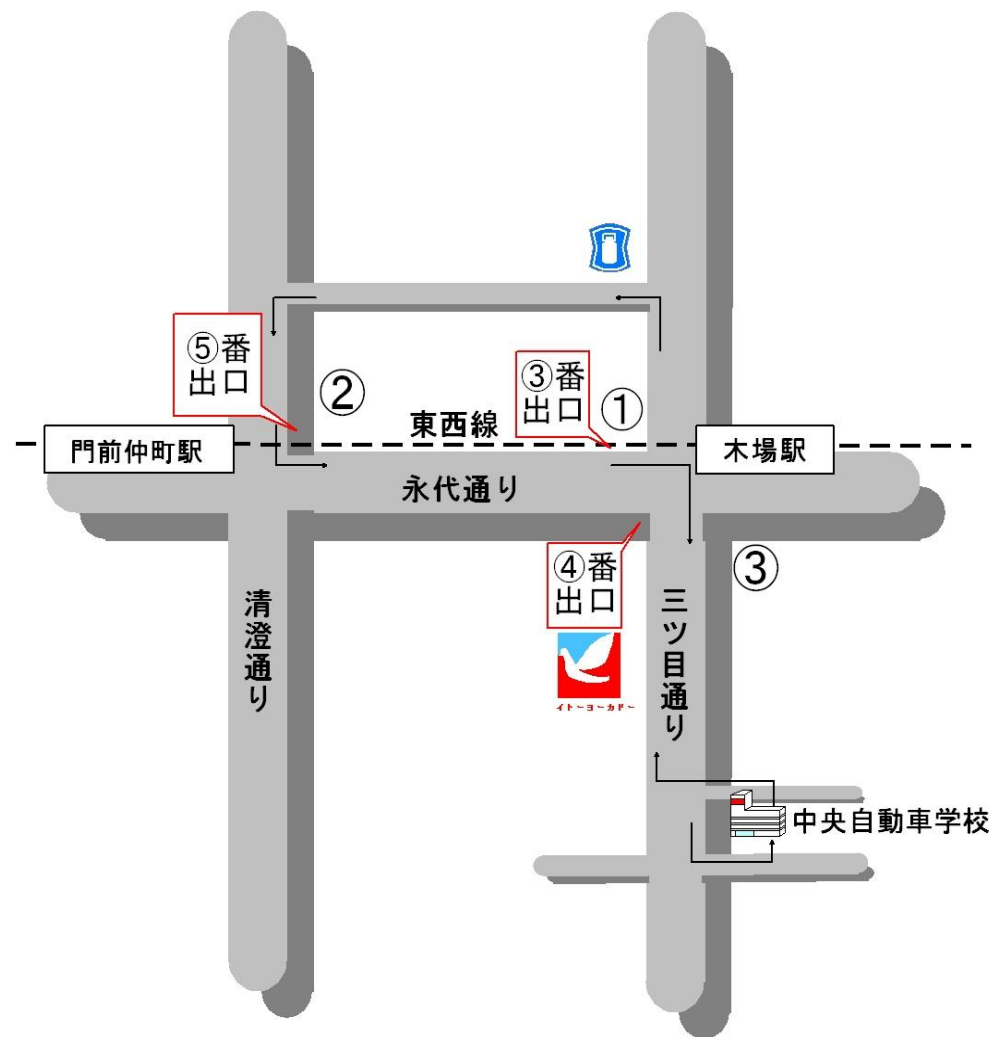 ⑤番
出口
②
③番
出口
①
東西線
門前仲町駅
木場駅
永代通り
④番
出口
③
清澄通り
三ツ目通り
イトーヨーカドー
中央自動車学校